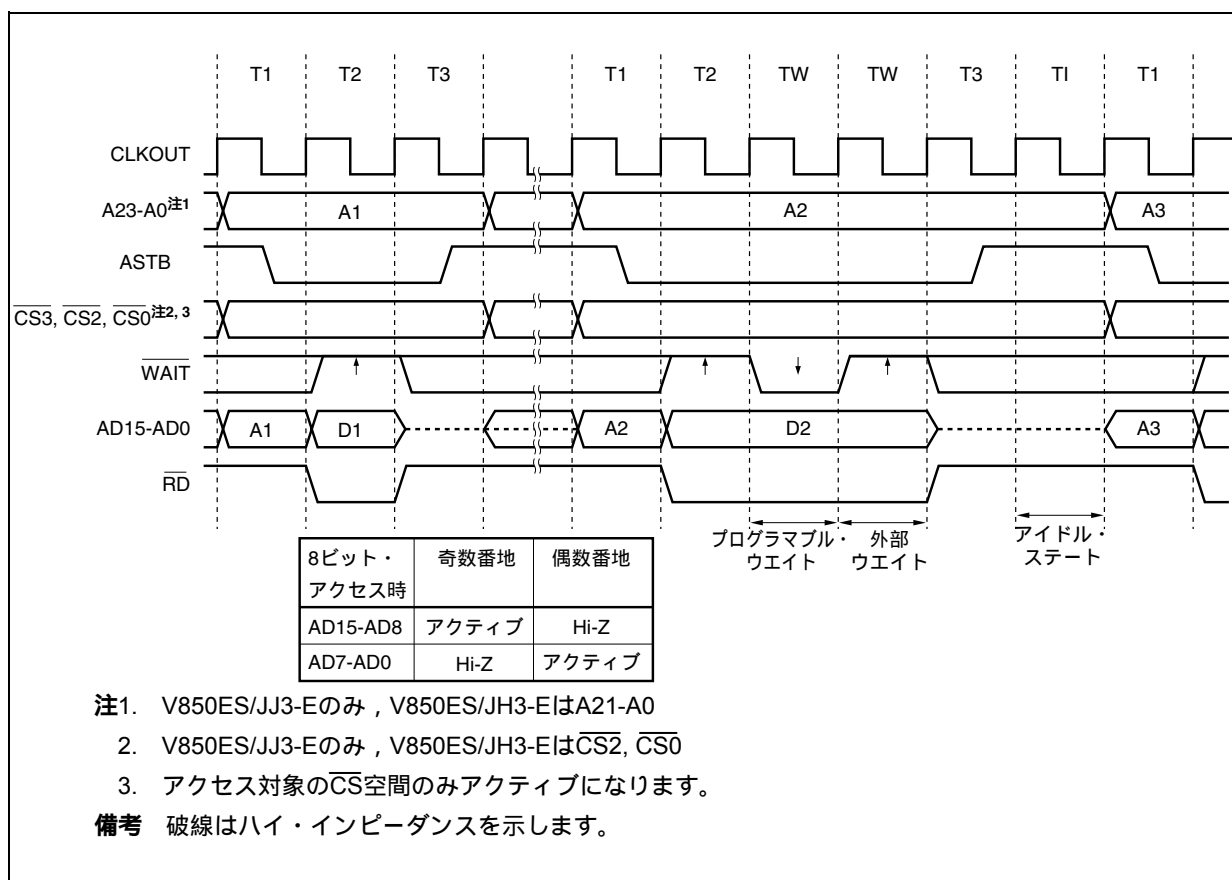 T1 T2 T3 T1 T2 TW TW T3 TI T1
CLKOUT
A23-A0注1 A1 A2 A3
ASTB
CS3, CS2, CS0注2, 3
WAIT
AD15-AD0 A1 D1 A2 D2 A3
RD
プログラマブル・ 外部 アイドル・
ウエイト ウエイト ステート
8ビット・ 奇数番地 偶数番地
アクセス時
AD15-AD8 アクティブ Hi-Z
AD7-AD0 Hi-Z アクティブ
注1. V850ES/JJ3-Eのみ，V850ES/JH3-EはA21-A0
2. V850ES/JJ3-Eのみ，V850ES/JH3-EはCS2, CS0
3. アクセス対象のCS空間のみアクティブになります。
備考 破線はハイ・インピーダンスを示します。